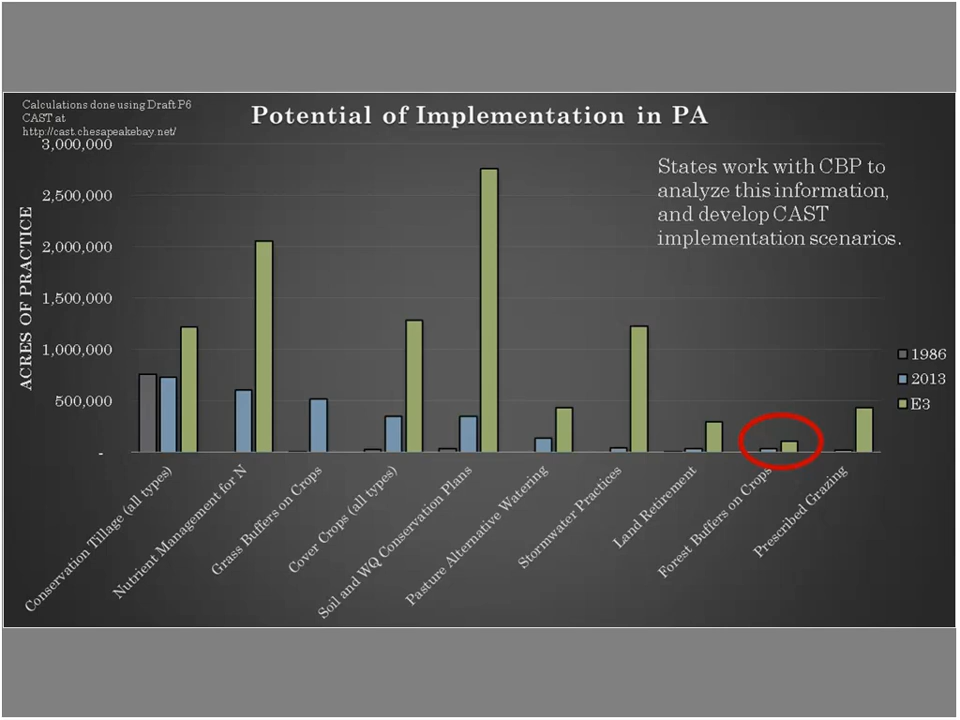 Calculations done using Draft P6
CAST at
http://cast.chesapeakebay.net/
Potential of Implementation in PA
States work with CBP to
analyze this information,
and develop CAST
implementation scenarios.
ACRES OF PRACTICE
3,000,000
2,500,000
2,000,000
1,500,000
1,000,000
500,000
-
Conservation Tillage (all types)
Nutrient Management for N
Grass Buffers on Crops
Cover Crops (all types)
Soil and WQ Conservation Plans
Pasture Alternative Watering
Stormwater Practices
Land Retirement
Forest Buffers on Crops
Prescribed Grazing
1986
2013
E3